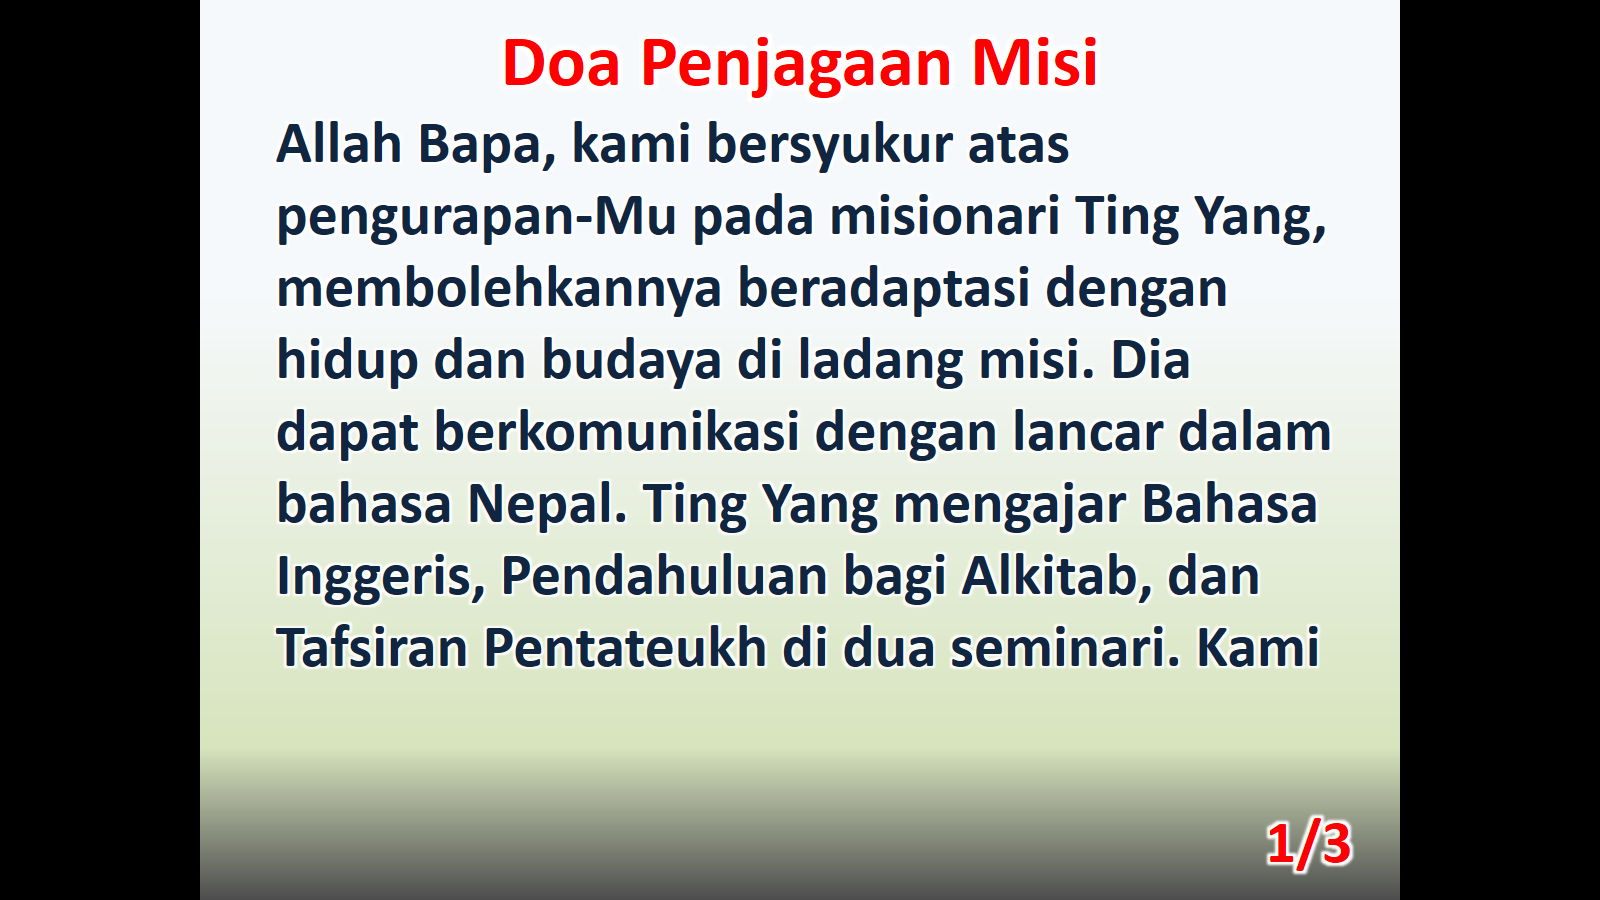 Doa Penjagaan Misi
Allah Bapa, kami bersyukur atas
pengurapan-Mu pada misionari Ting Yang,
membolehkannya beradaptasi dengan
hidup dan budaya di ladang misi. Dia
dapat berkomunikasi dengan lancar dalam
bahasa Nepal. Ting Yang mengajar Bahasa
Inggeris, Pendahuluan bagi Alkitab, dan
Tafsiran Pentateukh di dua seminari. Kami
1/3